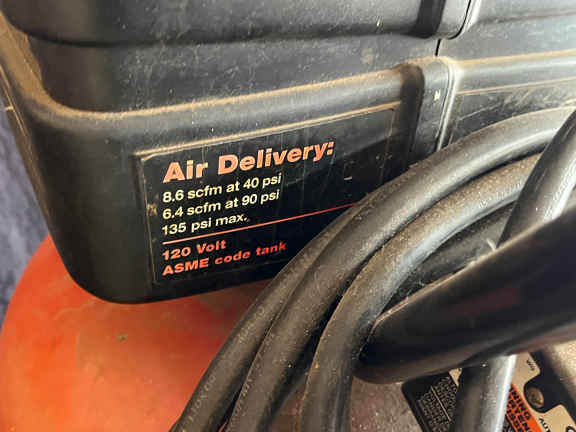 Air Delivery:
8.6 scfm at 40 psi
6.4 scfm at 90 psi
135 psi max.
120 Volt
ASME code tank